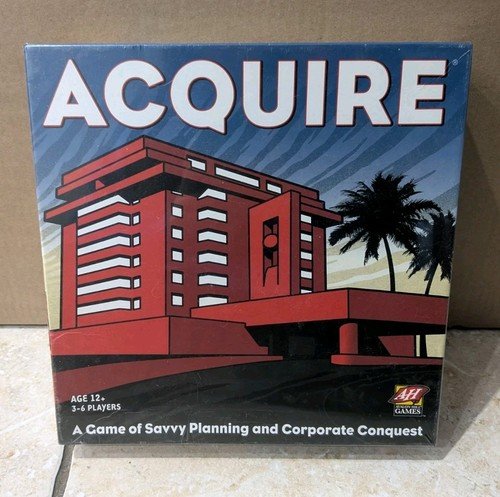 ACQUIRE®
AGE 12+
3-6 PLAYERS
AH
GAMES
A Game of Savvy Planning and Corporate Conquest